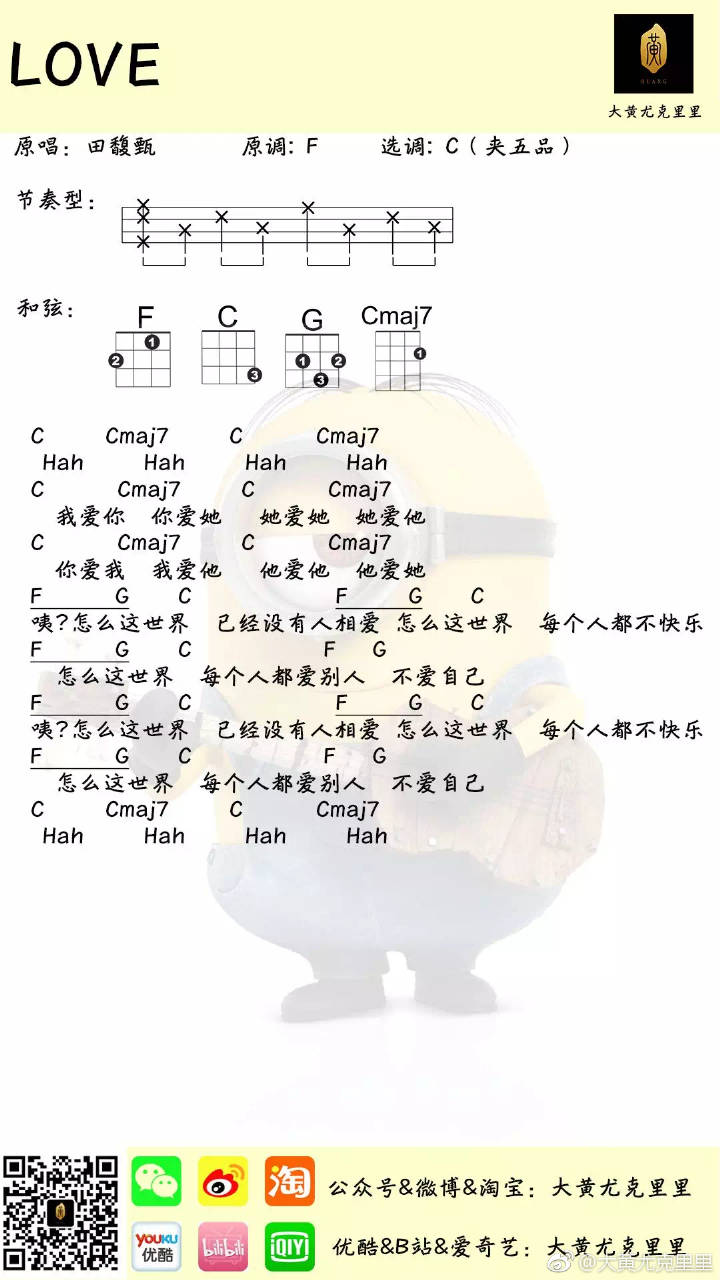 LOVE
黄
HUANG
大黄尤克里里
原唱：田馥甄 原调: F 选调: C（夹五品）
节奏型：
和弦：
F C G Cmaj7
2 1 3 1 2 3 1
C Cmaj7 C Cmaj7
Hah Hah Hah Hah
C Cmaj7 C Cmaj7
我爱你 你爱她 她爱她 她爱他
C Cmaj7 C Cmaj7
你爱我 我爱他 他爱他 他爱她
F G C F G C
咦?怎么这世界 已经没有人相爱 怎么这世界 每个人都不快乐
F G C F G
怎么这世界 每个人都爱别人 不爱自己
F G C F G C
咦?怎么这世界 已经没有人相爱 怎么这世界 每个人都不快乐
F G C F G
怎么这世界 每个人都爱别人 不爱自己
C Cmaj7 C Cmaj7
Hah Hah Hah Hah
淘
公众号&微博&淘宝：大黄尤克里里
YOUKU
优酷
bilibili
iQIYI
优酷&B站&爱奇艺：大黄尤克里里
@大黄尤克里里